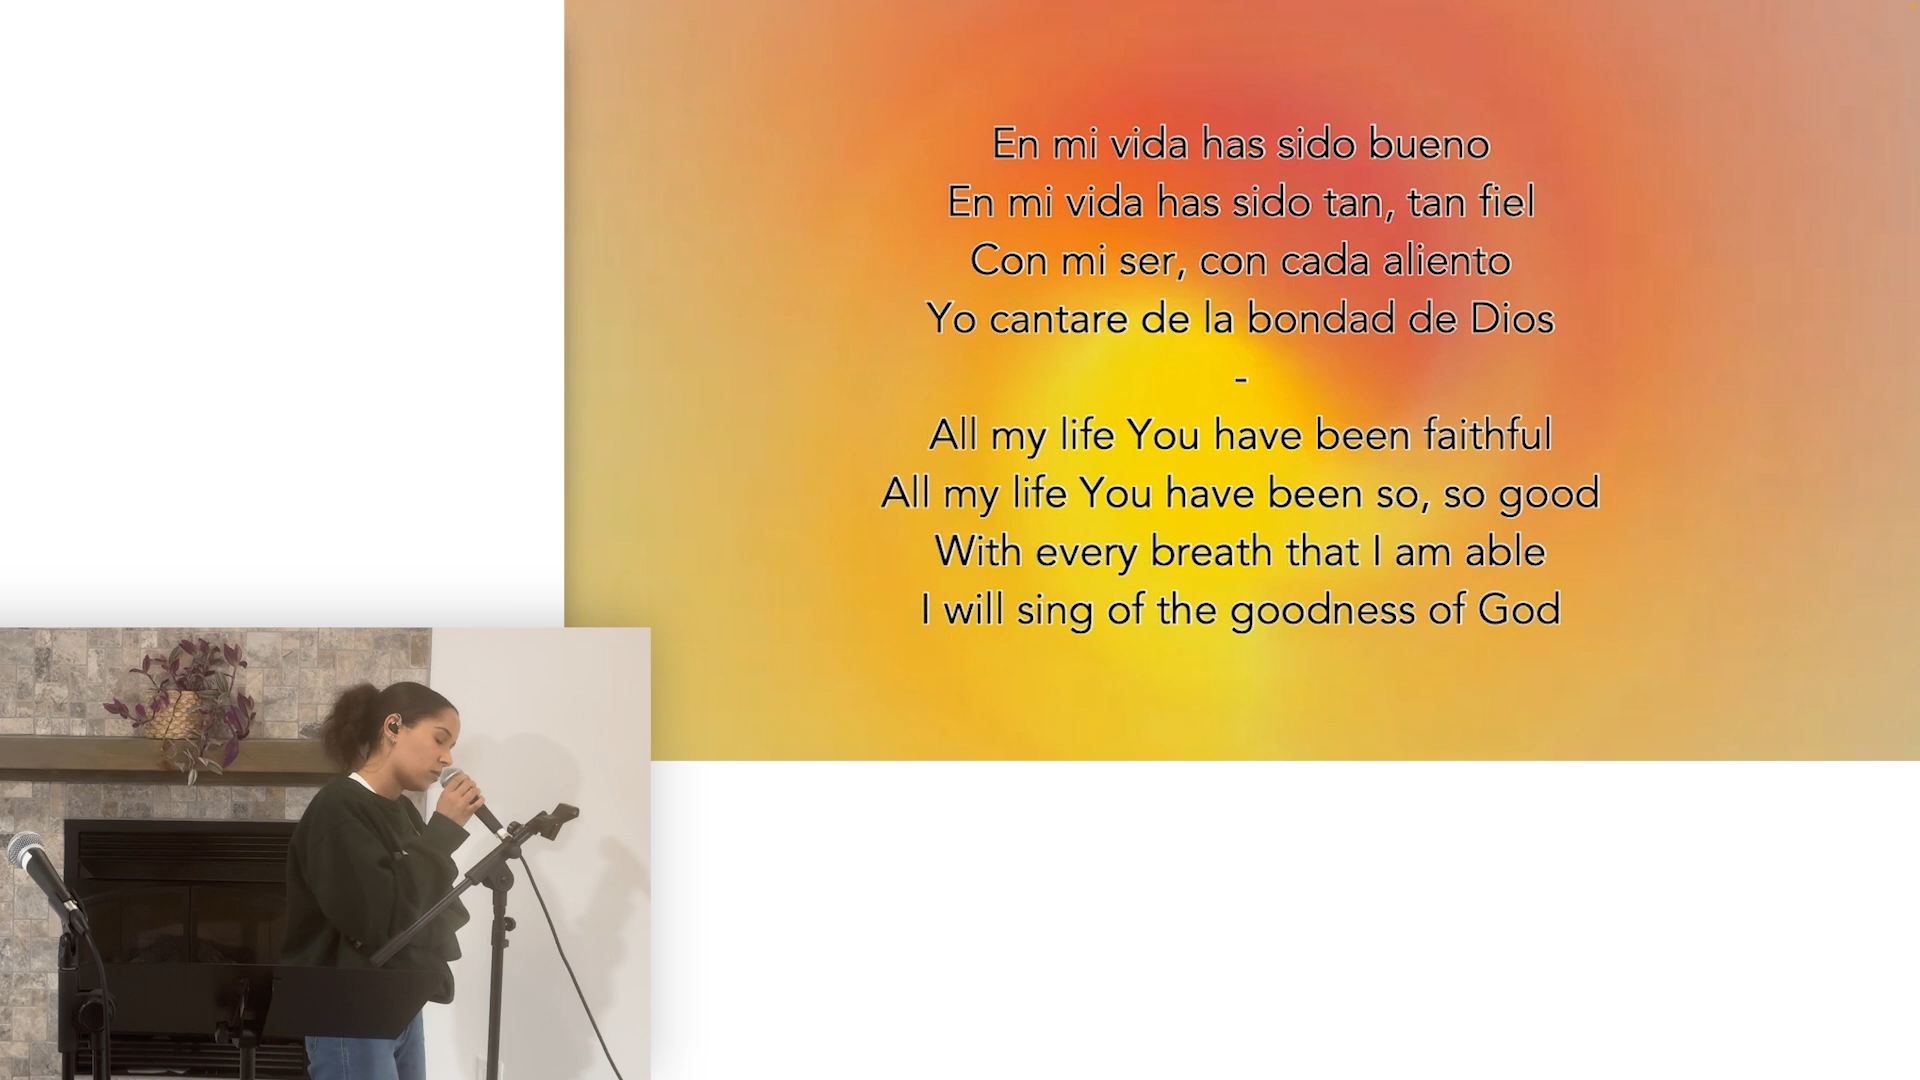 En mi vida has sido bueno
En mi vida has sido tan, tan fiel
Con mi ser, con cada aliento
Yo cantare de la bondad de Dios
-
All my life You have been faithful
All my life You have been so, so good
With every breath that I am able
I will sing of the goodness of God